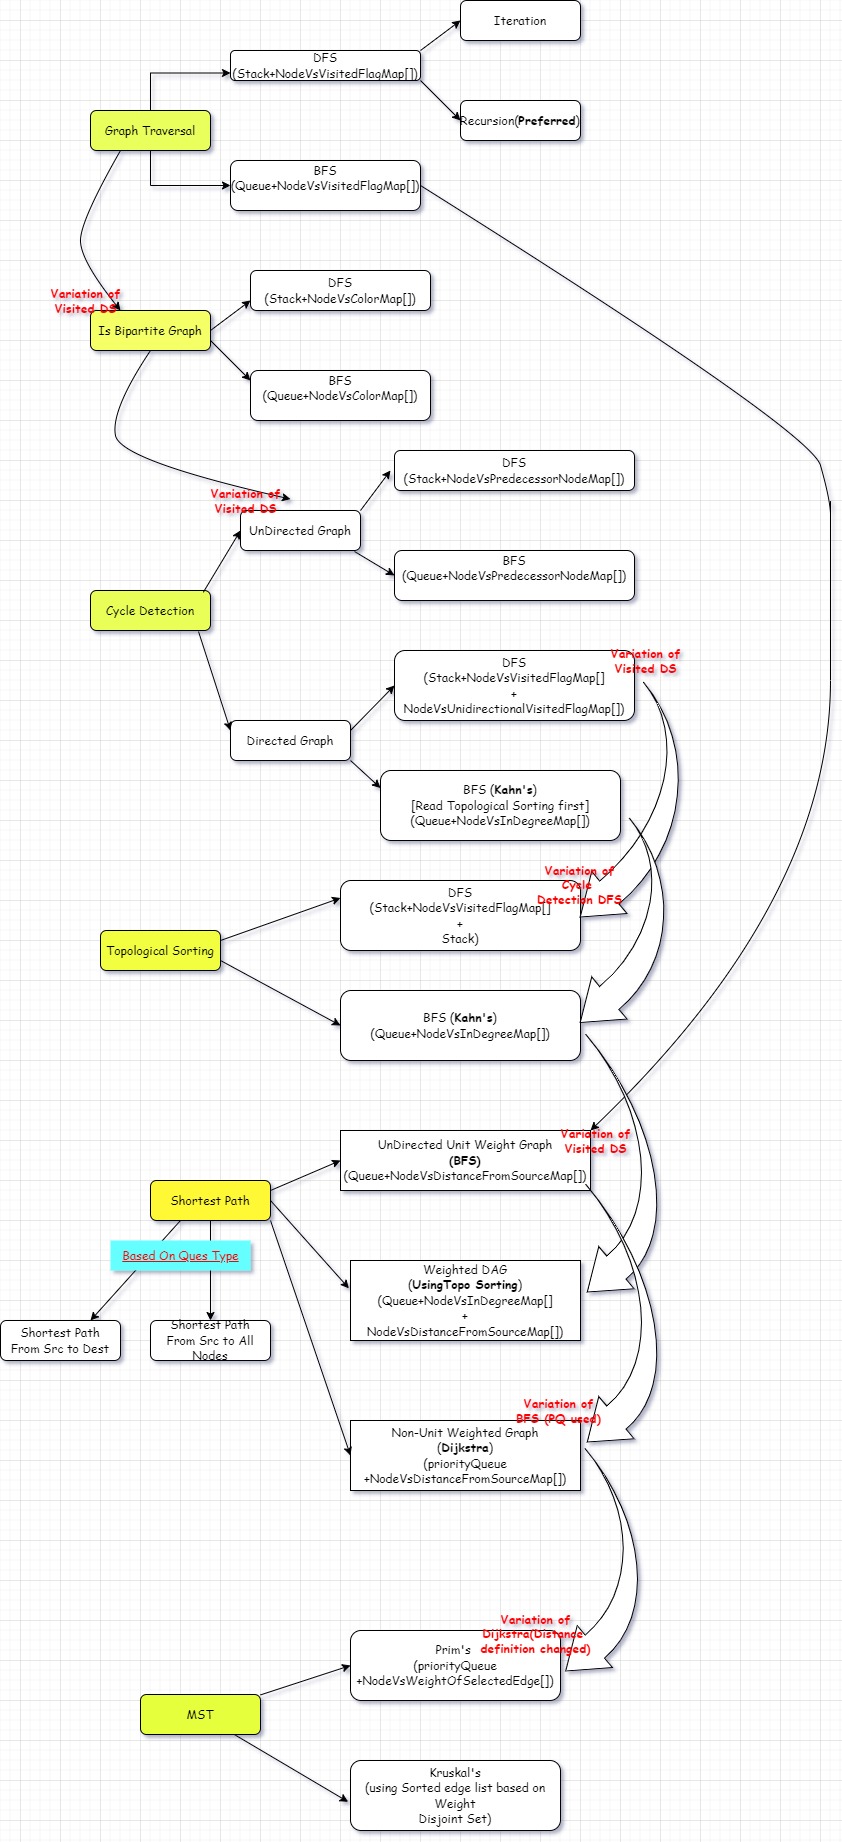 Iteration
DFS
(Stack+NodeVsVisitedFlagMap[])
Recursion(Preferred)
Graph Traversal
BFS
(Queue+NodeVsVisitedFlagMap[])
Variation of
Visited DS
Is Bipartite Graph
DFS
(Stack+NodeVsColorMap[])
BFS
(Queue+NodeVsColorMap[])
Variation of
Visited DS
UnDirected Graph
DFS
(Stack+NodeVsPredecessorNodeMap[])
BFS
(Queue+NodeVsPredecessorNodeMap[])
Cycle Detection
Variation of
Visited DS
DFS
(Stack+NodeVsVisitedFlagMap[]
+
NodeVsUnidirectionalVisitedFlagMap[])
Directed Graph
BFS (Kahn's)
[Read Topological Sorting first]
(Queue+NodeVsInDegreeMap[])
Variation of
Cycle
Detection DFS
DFS
(Stack+NodeVsVisitedFlagMap[]
+
Stack)
Topological Sorting
BFS (Kahn's)
(Queue+NodeVsInDegreeMap[])
Variation of
Visited DS
UnDirected Unit Weight Graph
(BFS)
(Queue+NodeVsDistanceFromSourceMap[])
Shortest Path
Based On Ques Type
Shortest Path
From Src to Dest
Shortest Path
From Src to All
Nodes
Weighted DAG
(UsingTopo Sorting)
(Queue+NodeVsInDegreeMap[]
+
NodeVsDistanceFromSourceMap[])
Variation of
BFS (PQ used)
Non-Unit Weighted Graph
(Dijkstra)
(priorityQueue
+NodeVsDistanceFromSourceMap[])
Variation of
Dijkstra(Distance
definition changed)
Prim's
(priorityQueue
+NodeVsWeightOfSelectedEdge[])
MST
Kruskal's
(using Sorted edge list based on
Weight
Disjoint Set)